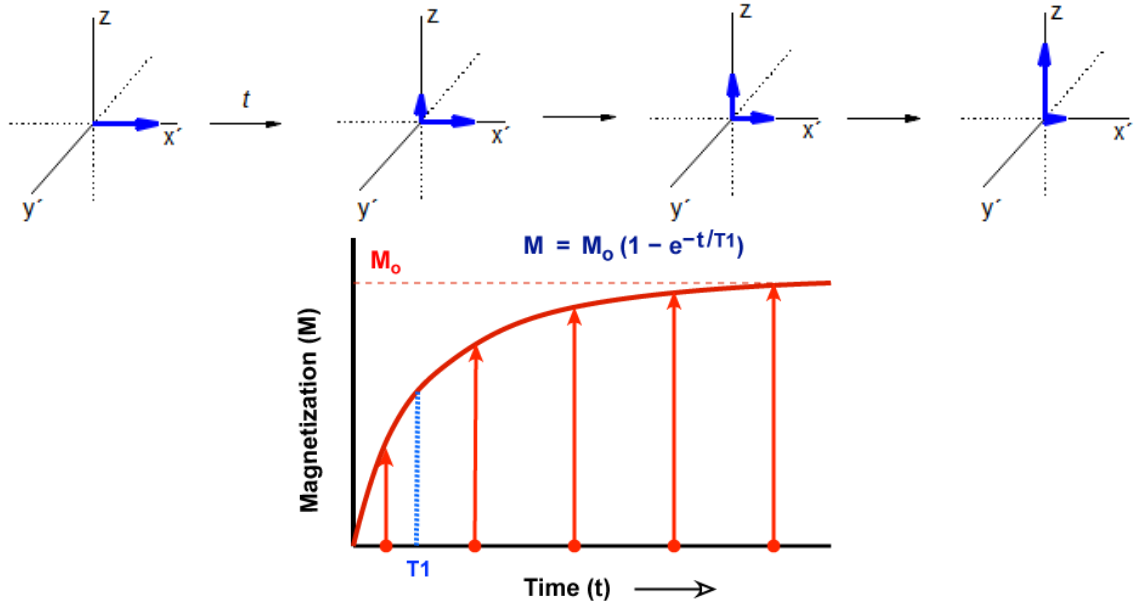 z
t
x´
y´
z
x´
y´
z
x´
y´
z
x´
y´
M = Mₒ (1 − e⁻ᵗ/ᵀ¹)
Mₒ
Magnetization (M)
T1
Time (t)